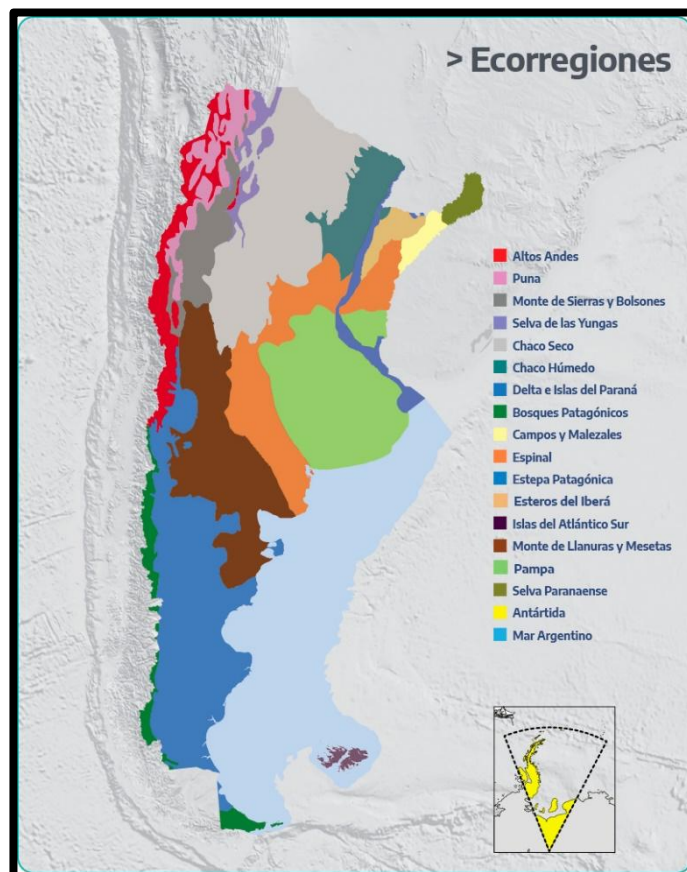 > Ecorregiones
Altos Andes
Puna
Monte de Sierras y Bolsones
Selva de las Yungas
Chaco Seco
Chaco Húmedo
Delta e Islas del Paraná
Bosques Patagónicos
Campos y Malezales
Espinal
Estepa Patagónica
Esteros del Iberá
Islas del Atlántico Sur
Monte de Llanuras y Mesetas
Pampa
Selva Paranaense
Antártida
Mar Argentino